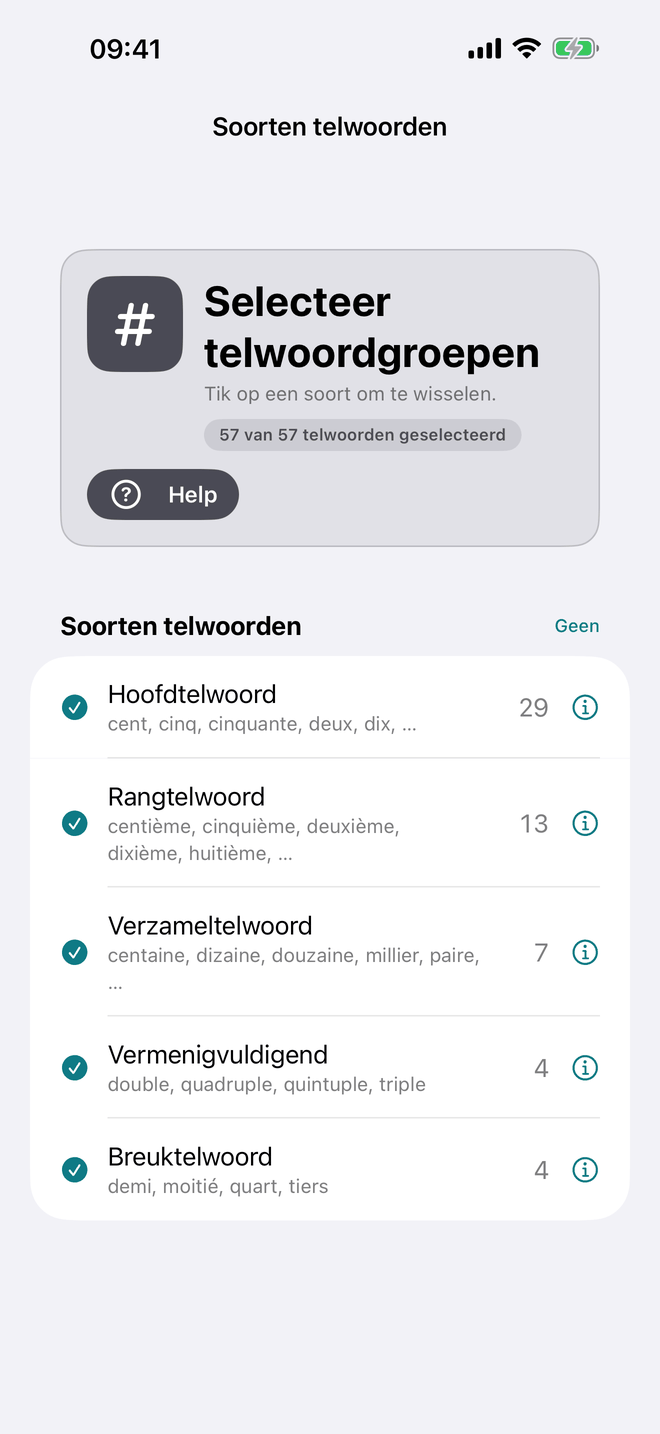 09:41
Soorten telwoorden
#
Selecteer
telwoordgroepen
Tik op een soort om te wisselen.
57 van 57 telwoorden geselecteerd
? Help
Soorten telwoorden
Geen
Hoofdtelwoord
cent, cinq, cinquante, deux, dix, ...
29
Rangtelwoord
centième, cinquième, deuxième,
dixième, huitième, ...
13
Verzameltelwoord
centaine, dizaine, douzaine, millier, paire,
...
7
Vermenigvuldigend
double, quadruple, quintuple, triple
4
Breuktelwoord
demi, moitié, quart, tiers
4